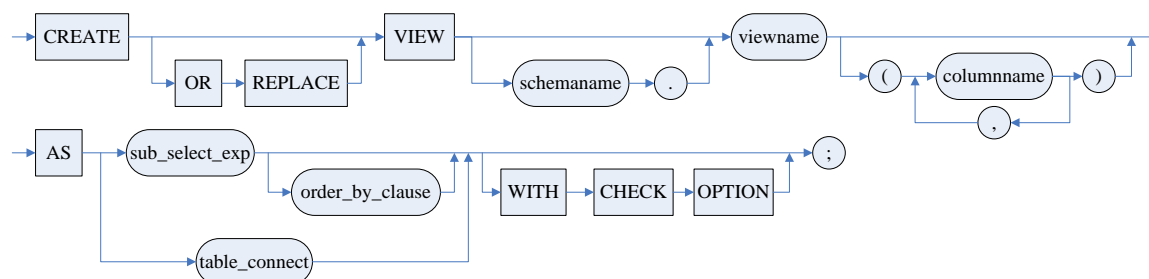 CREATE VIEW viewname
OR REPLACE schemaname . ( columnname )
,
AS sub_select_exp ;
order_by_clause WITH CHECK OPTION
table_connect